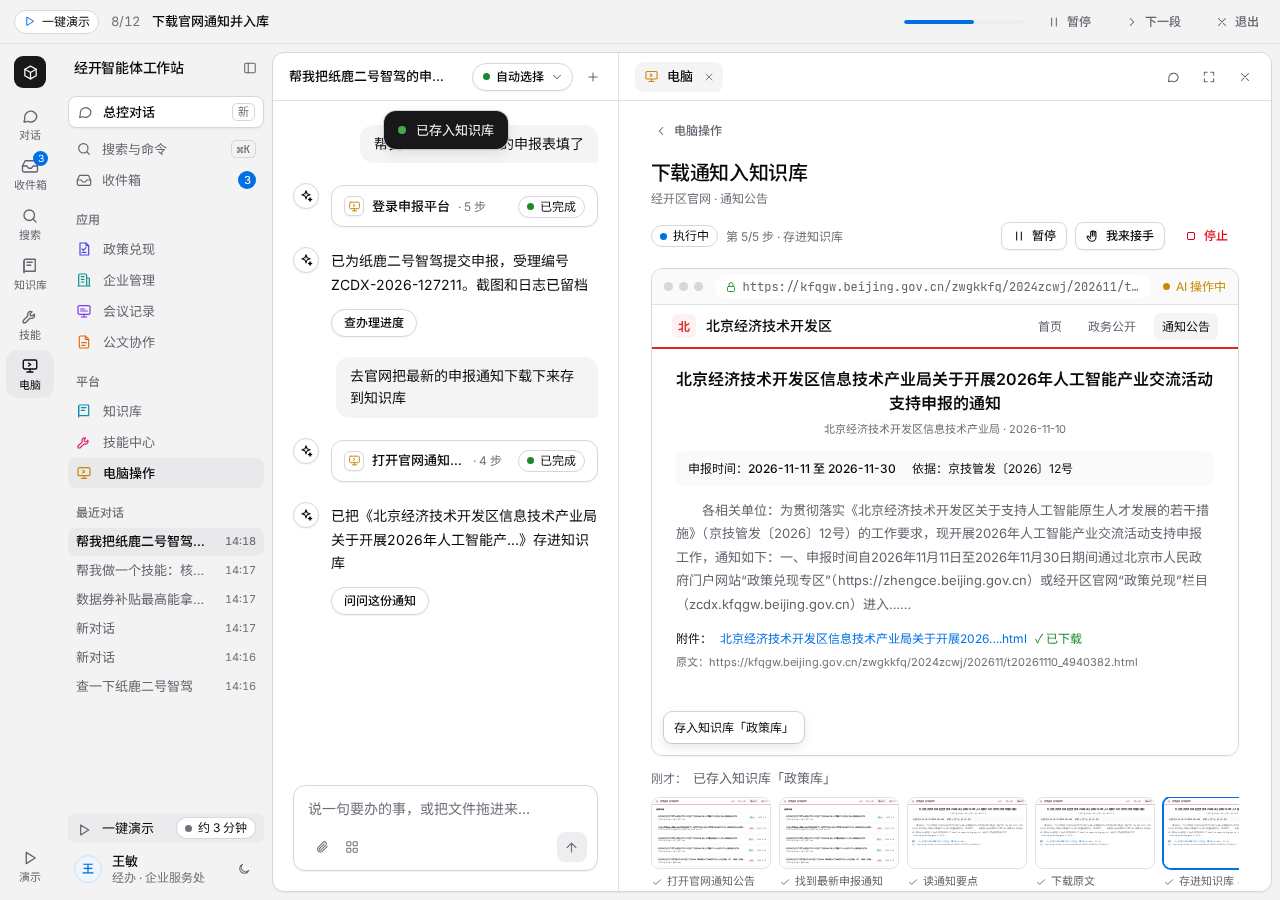 一键演示 8/12 下载官网通知并入库 暂停 下一段 退出
对话
3
收件箱
搜索
知识库
技能
电脑
演示
经开智能体工作站
总控对话 新
搜索与命令 ⌘K
收件箱 3
应用
政策兑现
企业管理
会议记录
公文协作
平台
知识库
技能中心
电脑操作
最近对话
帮我把纸鹿二号智驾... 14:18
帮我做一个技能：核... 14:17
数据券补贴最高能拿... 14:17
新对话 14:17
新对话 14:16
查一下纸鹿二号智驾 14:16
一键演示 约 3 分钟
王 王敏
经办 · 企业服务处
帮我把纸鹿二号智驾的申... 自动选择
已存入知识库
的申报表填了
登录申报平台 · 5 步 已完成
已为纸鹿二号智驾提交申报，受理编号
ZCDX-2026-127211。截图和日志已留档
查办理进度
去官网把最新的申报通知下载下来存
到知识库
打开官网通知... · 4 步 已完成
已把《北京经济技术开发区信息技术产业局
关于开展2026年人工智能产...》存进知识
库
问问这份通知
说一句要办的事，或把文件拖进来...
电脑
电脑操作
下载通知入知识库
经开区官网 · 通知公告
执行中 第 5/5 步 · 存进知识库 暂停 我来接手 停止
https://kfqgw.beijing.gov.cn/zwgkkfq/2024zcwj/202611/t… AI 操作中
北 北京经济技术开发区 首页 政务公开 通知公告
北京经济技术开发区信息技术产业局关于开展2026年人工智能产业交流活动
支持申报的通知
北京经济技术开发区信息技术产业局 · 2026-11-10
申报时间：2026-11-11 至 2026-11-30 依据：京技管发〔2026〕12号
各相关单位：为贯彻落实《北京经济技术开发区关于支持人工智能原生人才发展的若干措
施》（京技管发〔2026〕12号）的工作要求，现开展2026年人工智能产业交流活动支持申报
工作，通知如下：一、申报时间自2026年11月11日至2026年11月30日期间通过北京市人民政
府门户网站“政策兑现专区”（https://zhengce.beijing.gov.cn）或经开区官网“政策兑现”栏目
（zcdx.kfqgw.beijing.gov.cn）进入......
附件： 北京经济技术开发区信息技术产业局关于开展2026....html ✓已下载
原文：https://kfqgw.beijing.gov.cn/zwgkkfq/2024zcwj/202611/t20261110_4940382.html
存入知识库「政策库」
刚才： 已存入知识库「政策库」
打开官网通知公告 找到最新申报通知 读通知要点 下载原文 存进知识库